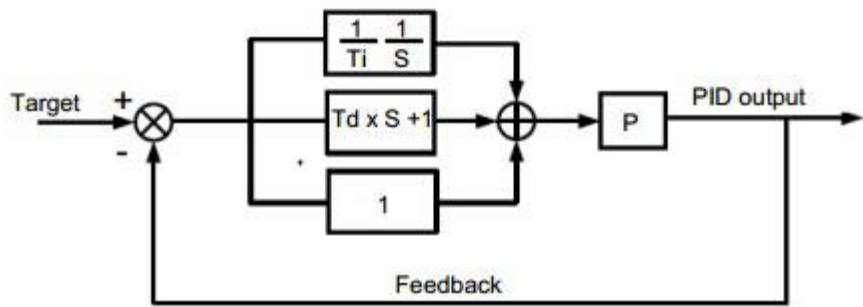 1 1
Ti S
Target
+
-
Td x S +1
1
P
PID output
Feedback